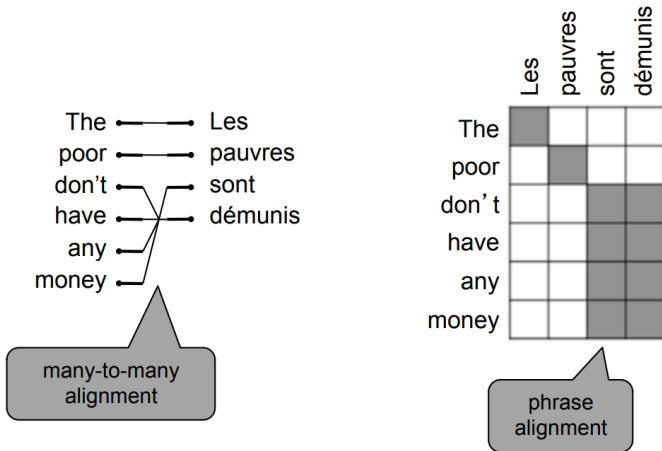 The Les
poor pauvres
don't sont
have démunis
any
money
many-to-many
alignment
Les
pauvres
sont
démunis
The
poor
don't
have
any
money
phrase
alignment